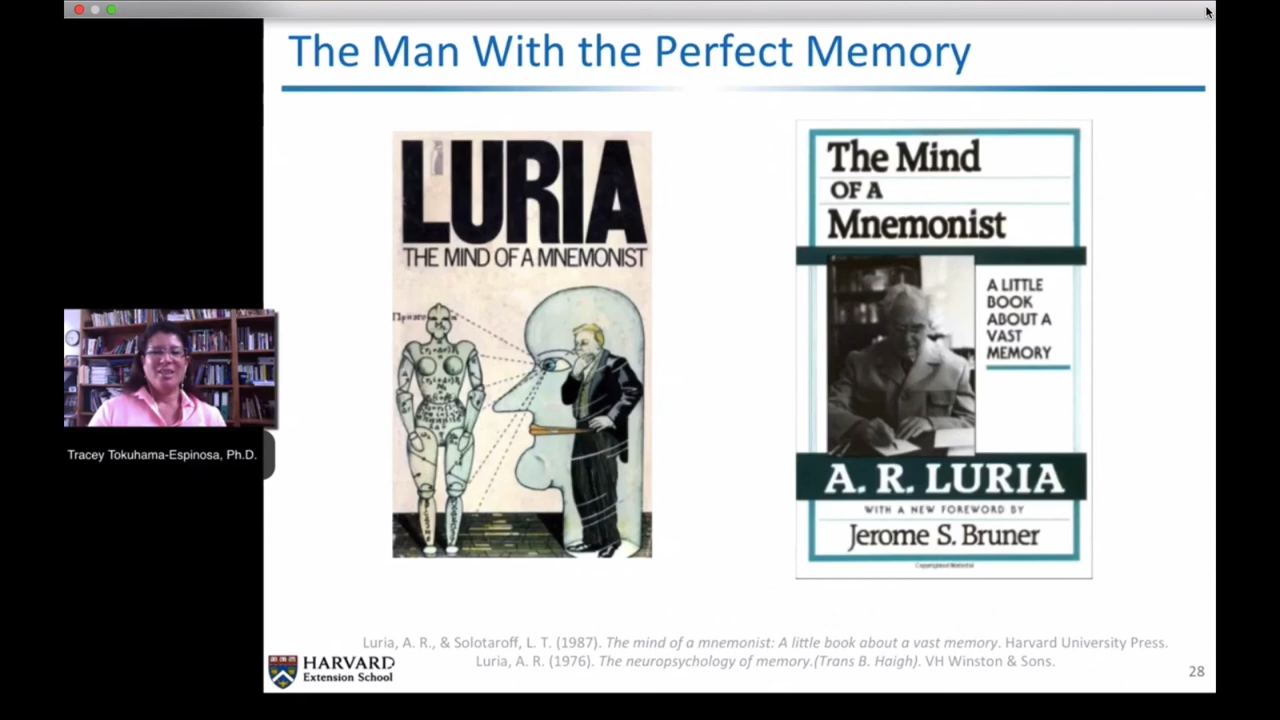 The Man With the Perfect Memory
LURIA
THE MIND OF A MNEMONIST
The Mind
OF A
Mnemonist
A LITTLE
BOOK
ABOUT A
VAST
MEMORY
A. R. LURIA
WITH A NEW FOREWORD BY
Jerome S. Bruner
Copyrighted Material
Tracey Tokuhama-Espinosa, Ph.D.
Luria, A. R., & Solotaroff, L. T. (1987). The mind of a mnemonist: A little book about a vast memory. Harvard University Press.
Luria, A. R. (1976). The neuropsychology of memory.(Trans B. Haigh). VH Winston & Sons.
HARVARD
Extension School
28